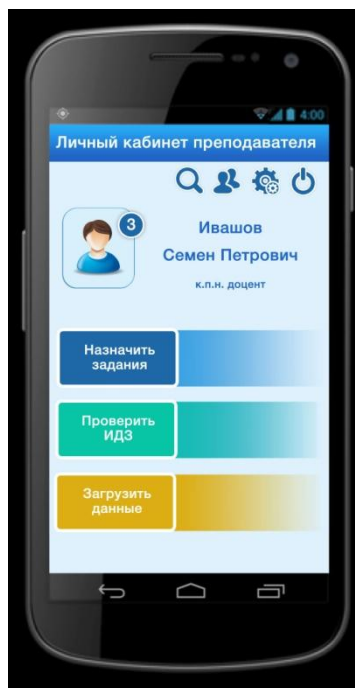 4:00
Личный кабинет преподавателя
3
Ивашов
Семен Петрович
к.п.н. доцент
Назначить
задания
Проверить
ИДЗ
Загрузить
данные